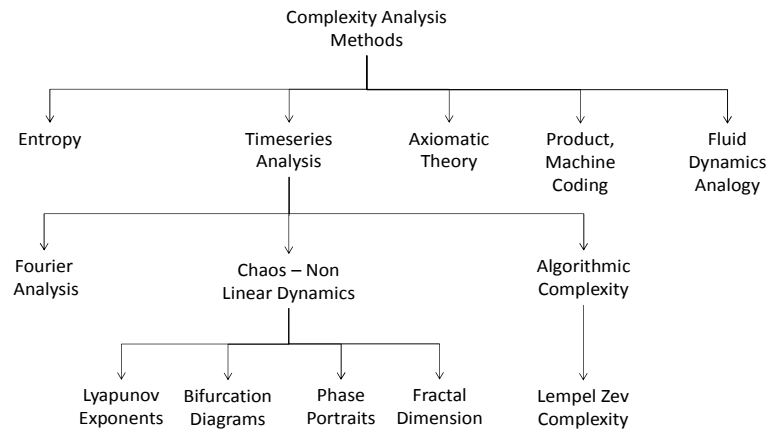 Complexity Analysis
Methods
Entropy
Timeseries
Analysis
Axiomatic
Theory
Product,
Machine
Coding
Fluid
Dynamics
Analogy
Fourier
Analysis
Chaos – Non
Linear Dynamics
Algorithmic
Complexity
Lyapunov
Exponents
Bifurcation
Diagrams
Phase
Portraits
Fractal
Dimension
Lempel Zev
Complexity